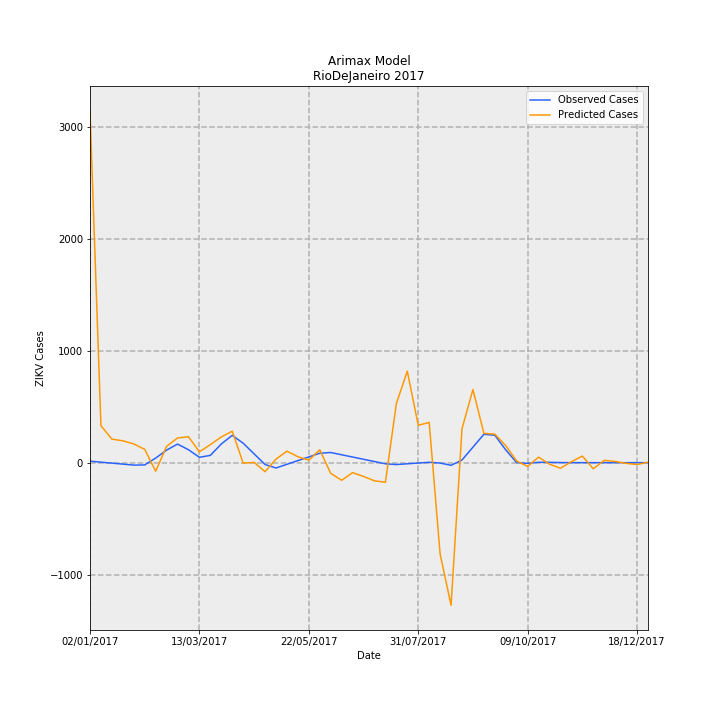 Arimax Model
RioDeJaneiro 2017
Observed Cases
Predicted Cases
3000
2000
1000
0
−1000
ZIKV Cases
02/01/2017 13/03/2017 22/05/2017 31/07/2017 09/10/2017 18/12/2017
Date